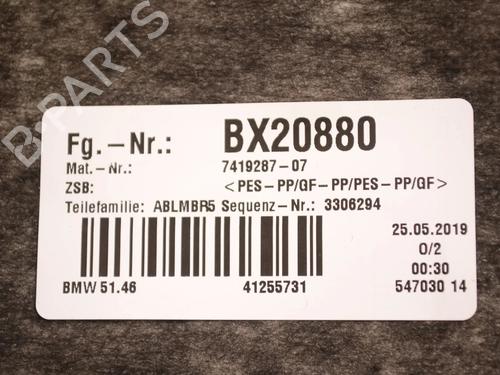 B-PARTS
Fg.-Nr.: BX20880
Mat.-Nr.: 7419287-07
ZSB: <PES-PP/GF-PP/PES-PP/GF>
Teilefamilie: ABLMBR5 Sequenz-Nr.: 3306294
25.05.2019
0/2
00:30
BMW 51.46 41255731 547030 14